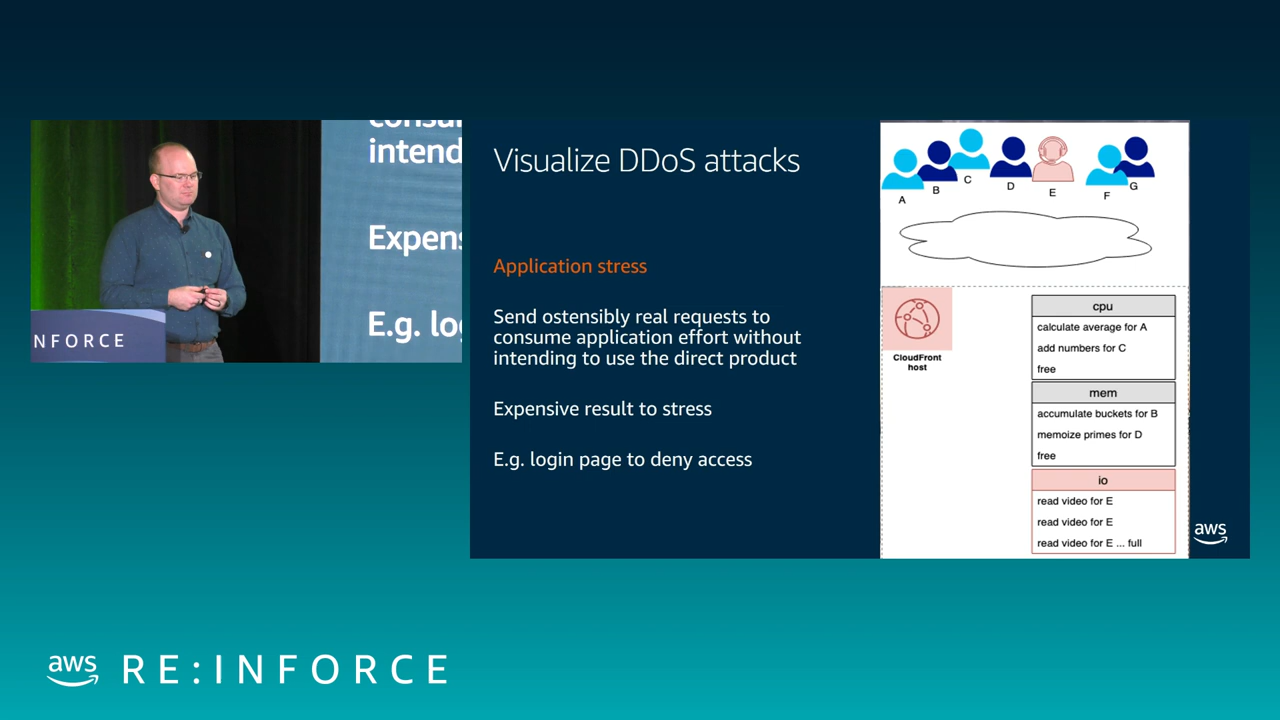 consu
intend
Expens
E.g. log
NFORCE
Visualize DDoS attacks
Application stress
Send ostensibly real requests to
consume application effort without
intending to use the direct product
Expensive result to stress
E.g. login page to deny access
A
B
C
D
E
F
G
CloudFront
host
cpu
calculate average for A
add numbers for C
free
mem
accumulate buckets for B
memoize primes for D
free
io
read video for E
read video for E
read video for E ... full
aws
aws RE:INFORCE